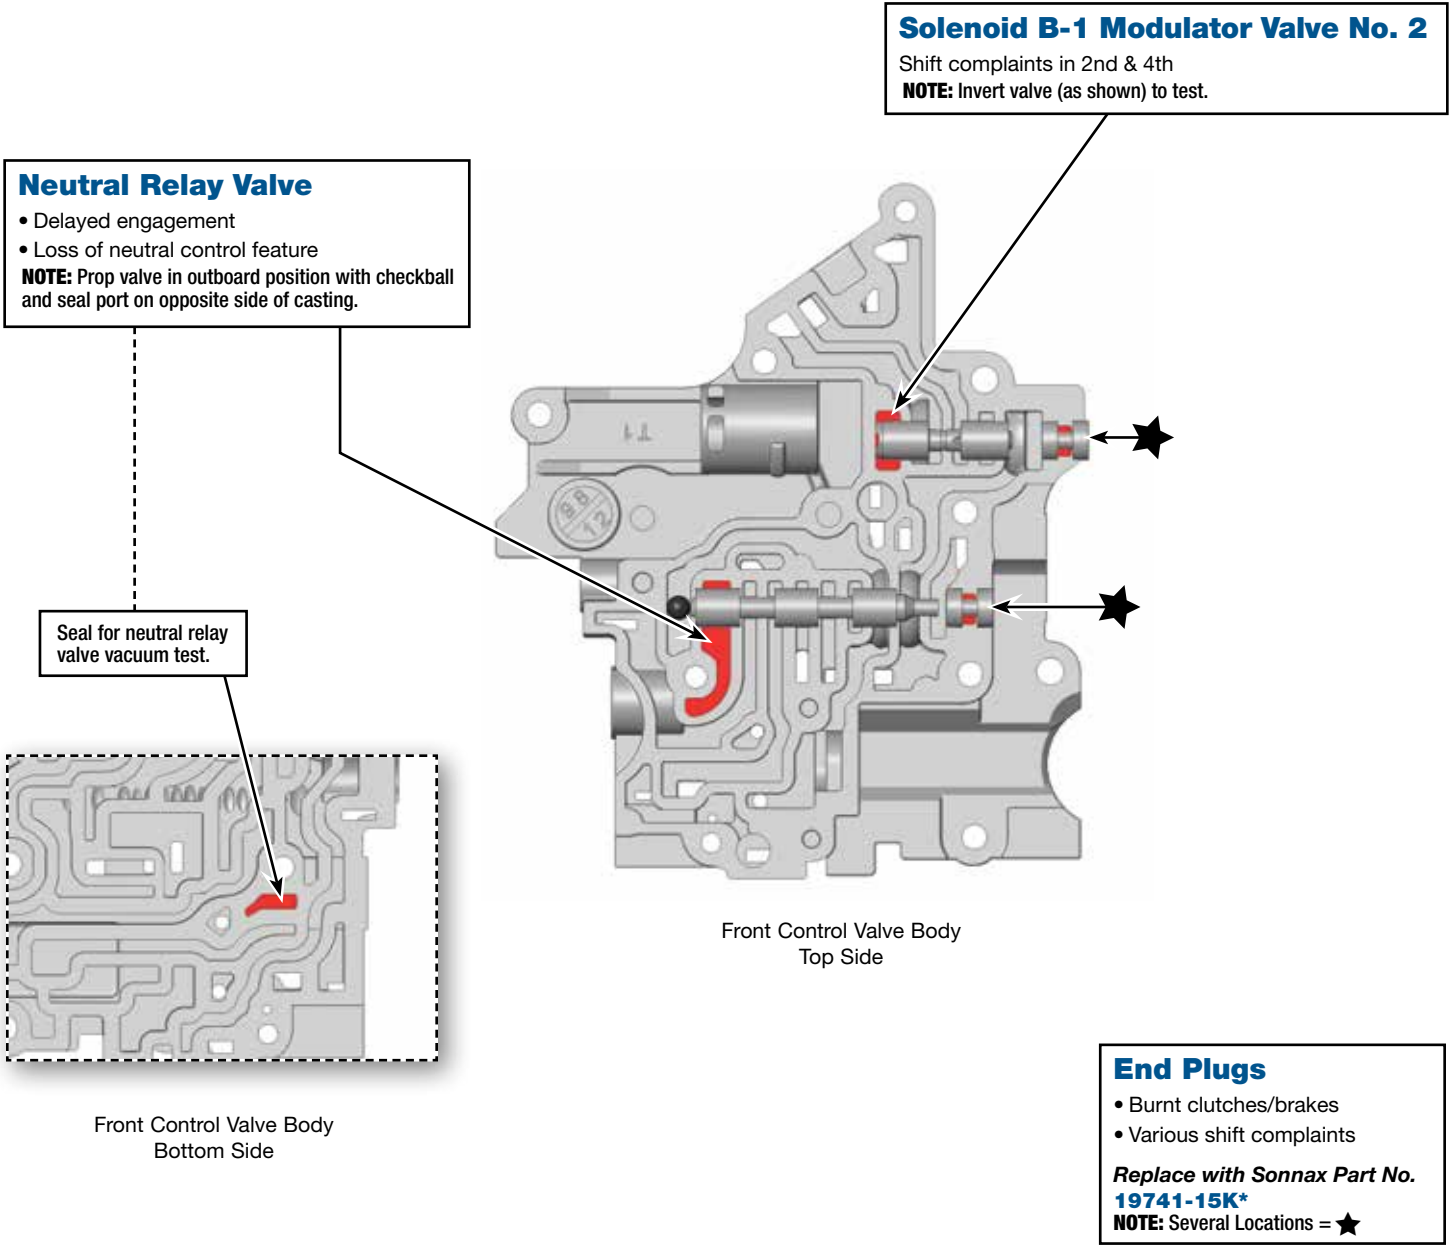 Solenoid B-1 Modulator Valve No. 2
Shift complaints in 2nd & 4th
NOTE: Invert valve (as shown) to test.
Neutral Relay Valve
• Delayed engagement
• Loss of neutral control feature
NOTE: Prop valve in outboard position with checkball
and seal port on opposite side of casting.
T1
88
12
Seal for neutral relay
valve vacuum test.
Front Control Valve Body
Top Side
Front Control Valve Body
Bottom Side
End Plugs
• Burnt clutches/brakes
• Various shift complaints
Replace with Sonnax Part No.
19741-15K*
NOTE: Several Locations = ★